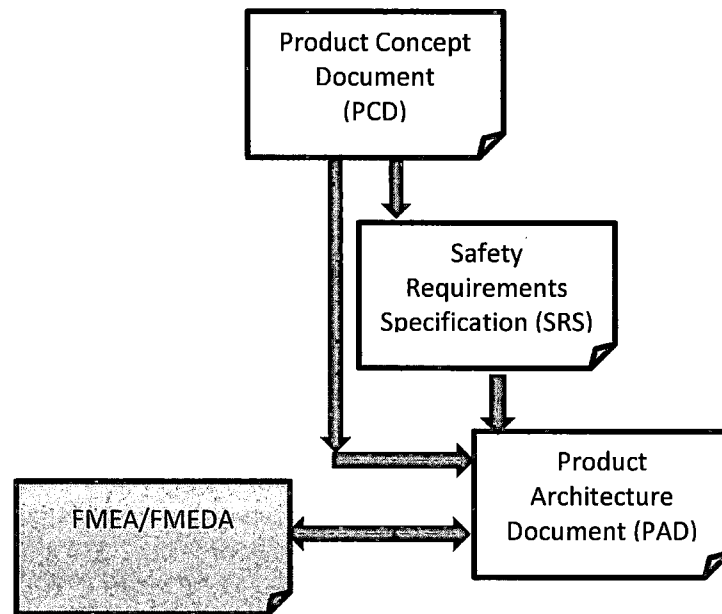 Product Concept
Document
(PCD)
Safety
Requirements
Specification (SRS)
Product
Architecture
Document (PAD)
FMEA/FMEDA